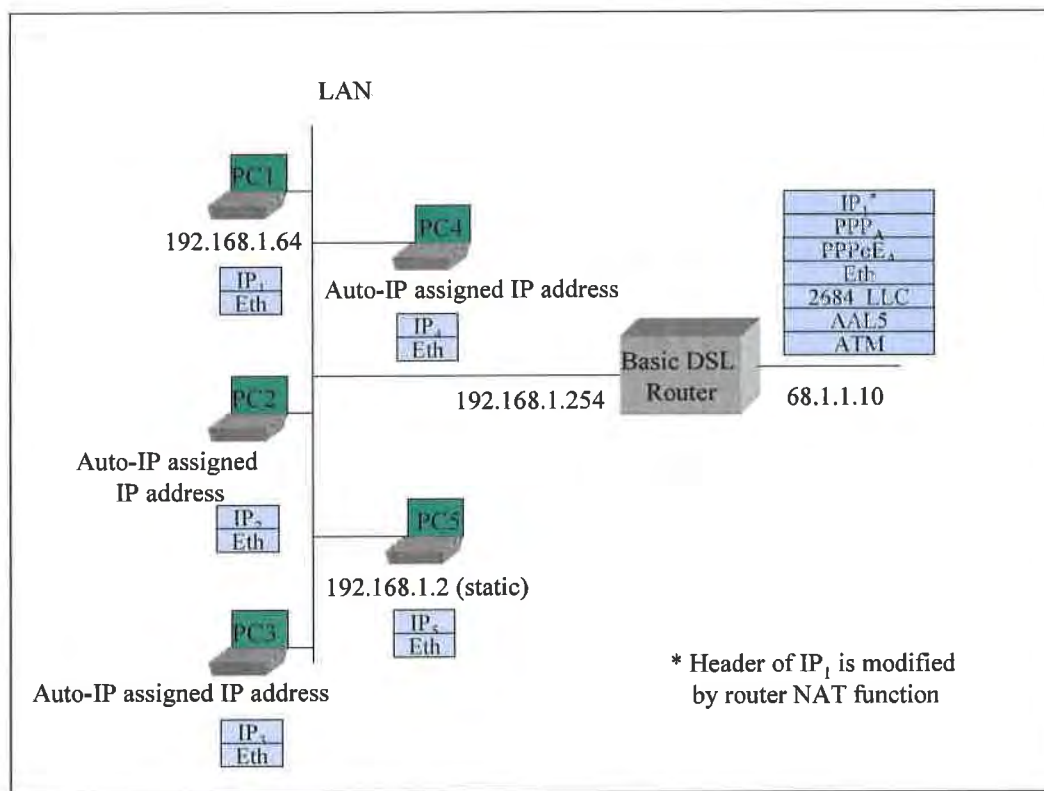 LAN
PC1
192.168.1.64
IP1
Eth
PC4
Auto-IP assigned IP address
IP4
Eth
IP1*
PPPA
PPPoEA
Eth
2684 LLC
AAL5
ATM
Basic DSL
Router
192.168.1.254
68.1.1.10
PC2
Auto-IP assigned
IP address
IP2
Eth
PC5
192.168.1.2 (static)
IP5
Eth
PC3
Auto-IP assigned IP address
IP3
Eth
* Header of IP1 is modified
by router NAT function